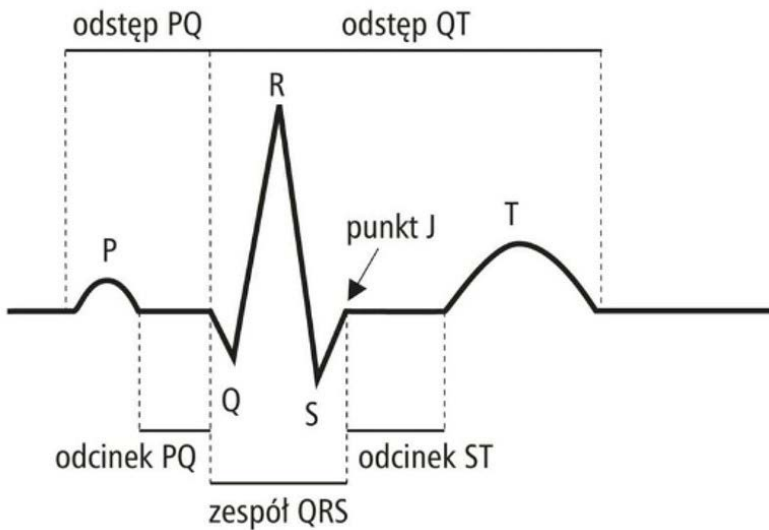 odstęp PQ
odstęp QT
R
P
punkt J
T
Q
S
odcinek PQ
odcinek ST
zespół QRS